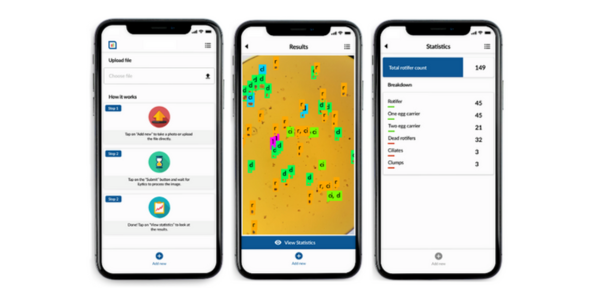 Upload file
Choose file
How it works
Step 1
Tap on "Add new" to take a photo or upload
the file directly.
Step 2
Tap on the "Submit" button and wait for
to process the image.
Step 3
Done! Tap on "View statistics" to look at
the results.
Add new
Results
View Statistics
Add new
Statistics
Total rotifer count 149
Breakdown
Rotifer 45
One egg carrier 45
Two egg carrier 21
Dead rotifers 32
Ciliates 3
Clumps 3
Add new